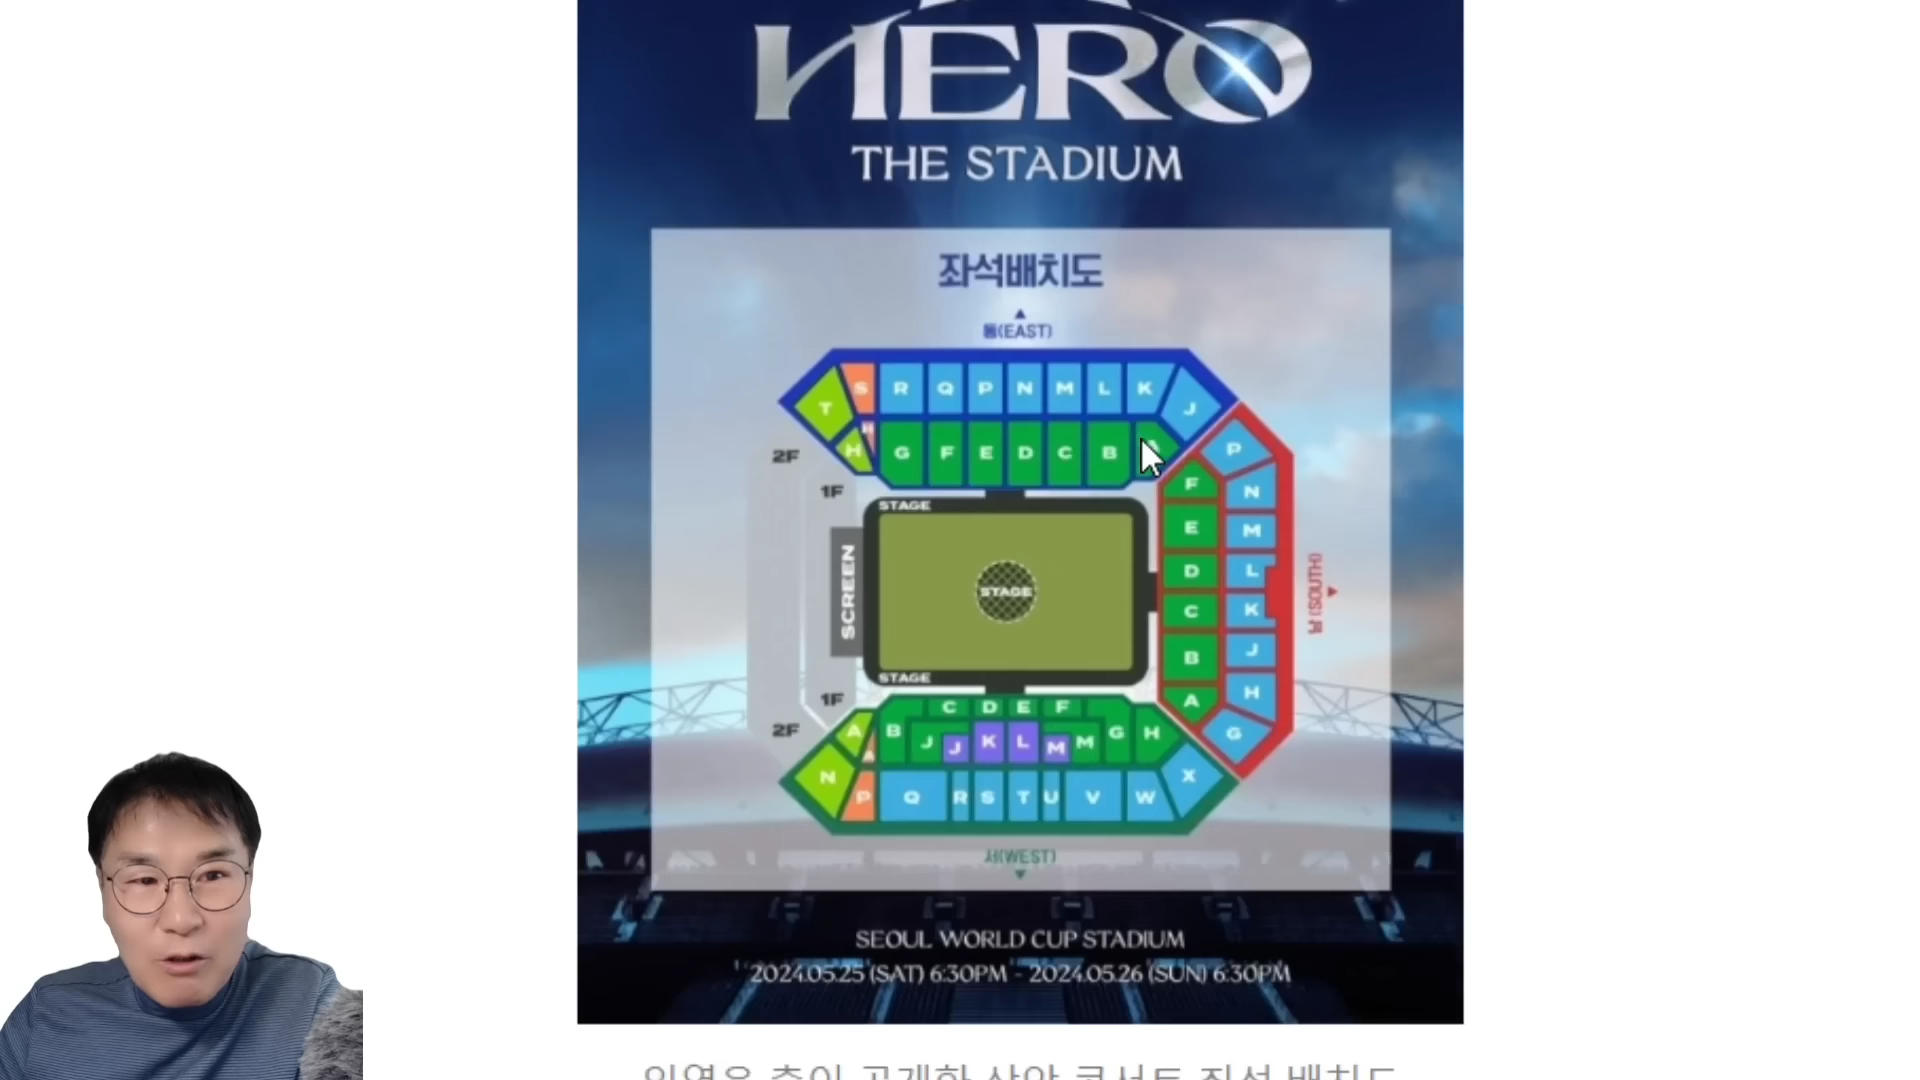 HERO
THE STADIUM
좌석배치도
▲
동(EAST)
T S R Q P N M L K J
H H G F E D C B A
P
N
M
L
K
J
H
G
F
E
D
C
B
A
2F
1F
STAGE
SCREEN
STAGE
STAGE
1F
2F
남(SOUTH)
C D E F
A A B J J K L M M G H
N P Q R S T U V W X
서(WEST)
▼
SEOUL WORLD CUP STADIUM
2024.05.25 (SAT) 6:30PM - 2024.05.26 (SUN) 6:30PM